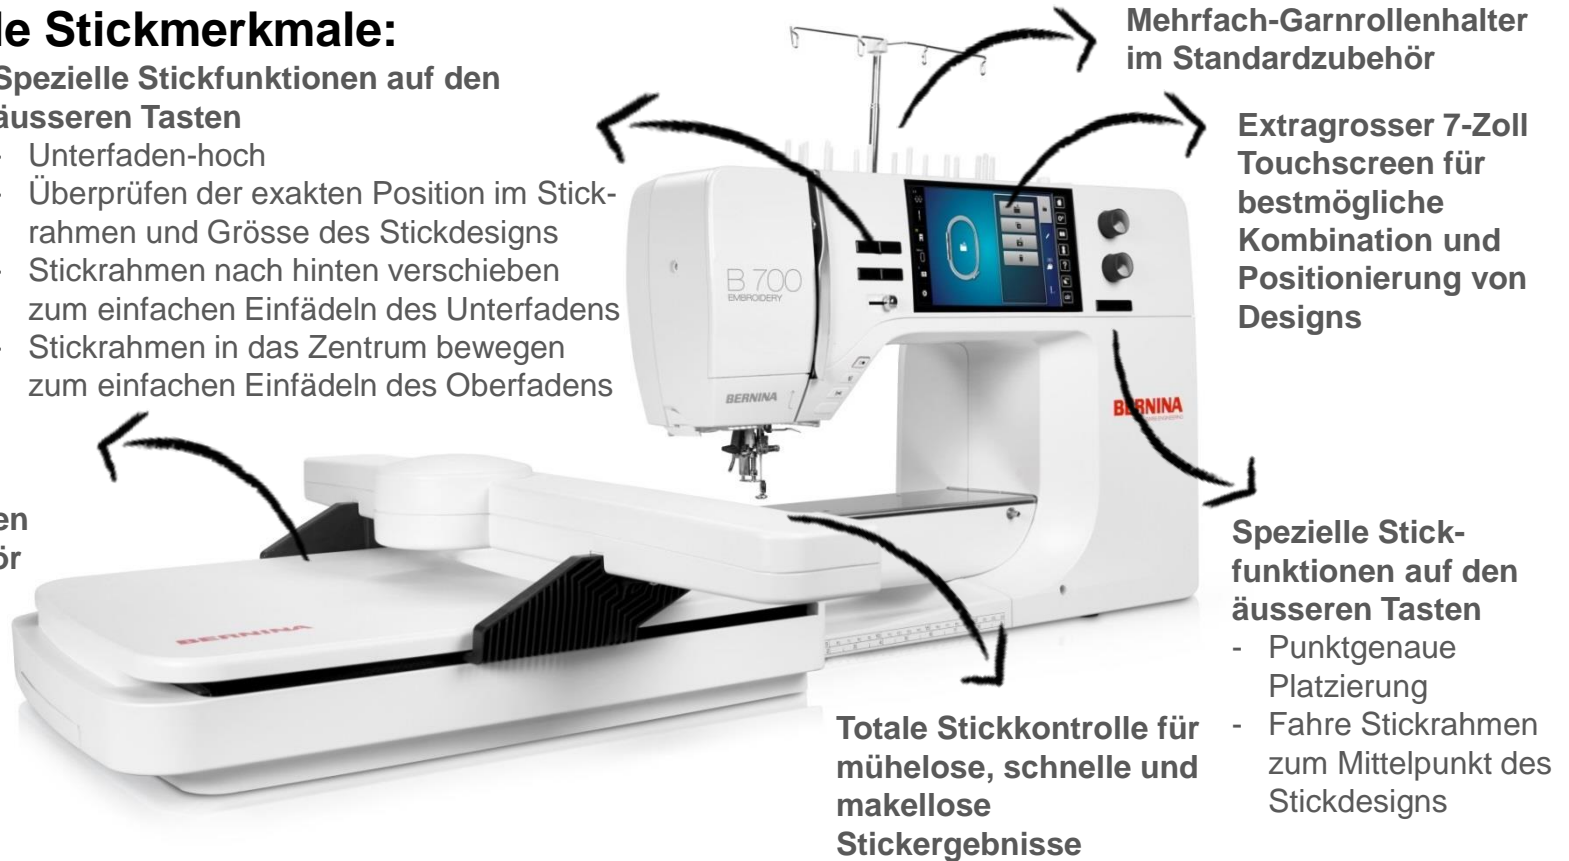 le Stickmerkmale:
Spezielle Stickfunktionen auf den
äusseren Tasten
- Unterfaden-hoch
- Überprüfen der exakten Position im Stick-
rahmen und Grösse des Stickdesigns
- Stickrahmen nach hinten verschieben
zum einfachen Einfädeln des Unterfadens
- Stickrahmen in das Zentrum bewegen
zum einfachen Einfädeln des Oberfadens
en
ör
Mehrfach-Garnrollenhalter
im Standardzubehör
Extragrosser 7-Zoll
Touchscreen für
bestmögliche
Kombination und
Positionierung von
Designs
B 700
EMBROIDERY
BERNINA
BERNINA
BERNINA
Totale Stickkontrolle für
mühelose, schnelle und
makellose
Stickergebnisse
Spezielle Stick-
funktionen auf den
äusseren Tasten
- Punktgenaue
Platzierung
- Fahre Stickrahmen
zum Mittelpunkt des
Stickdesigns